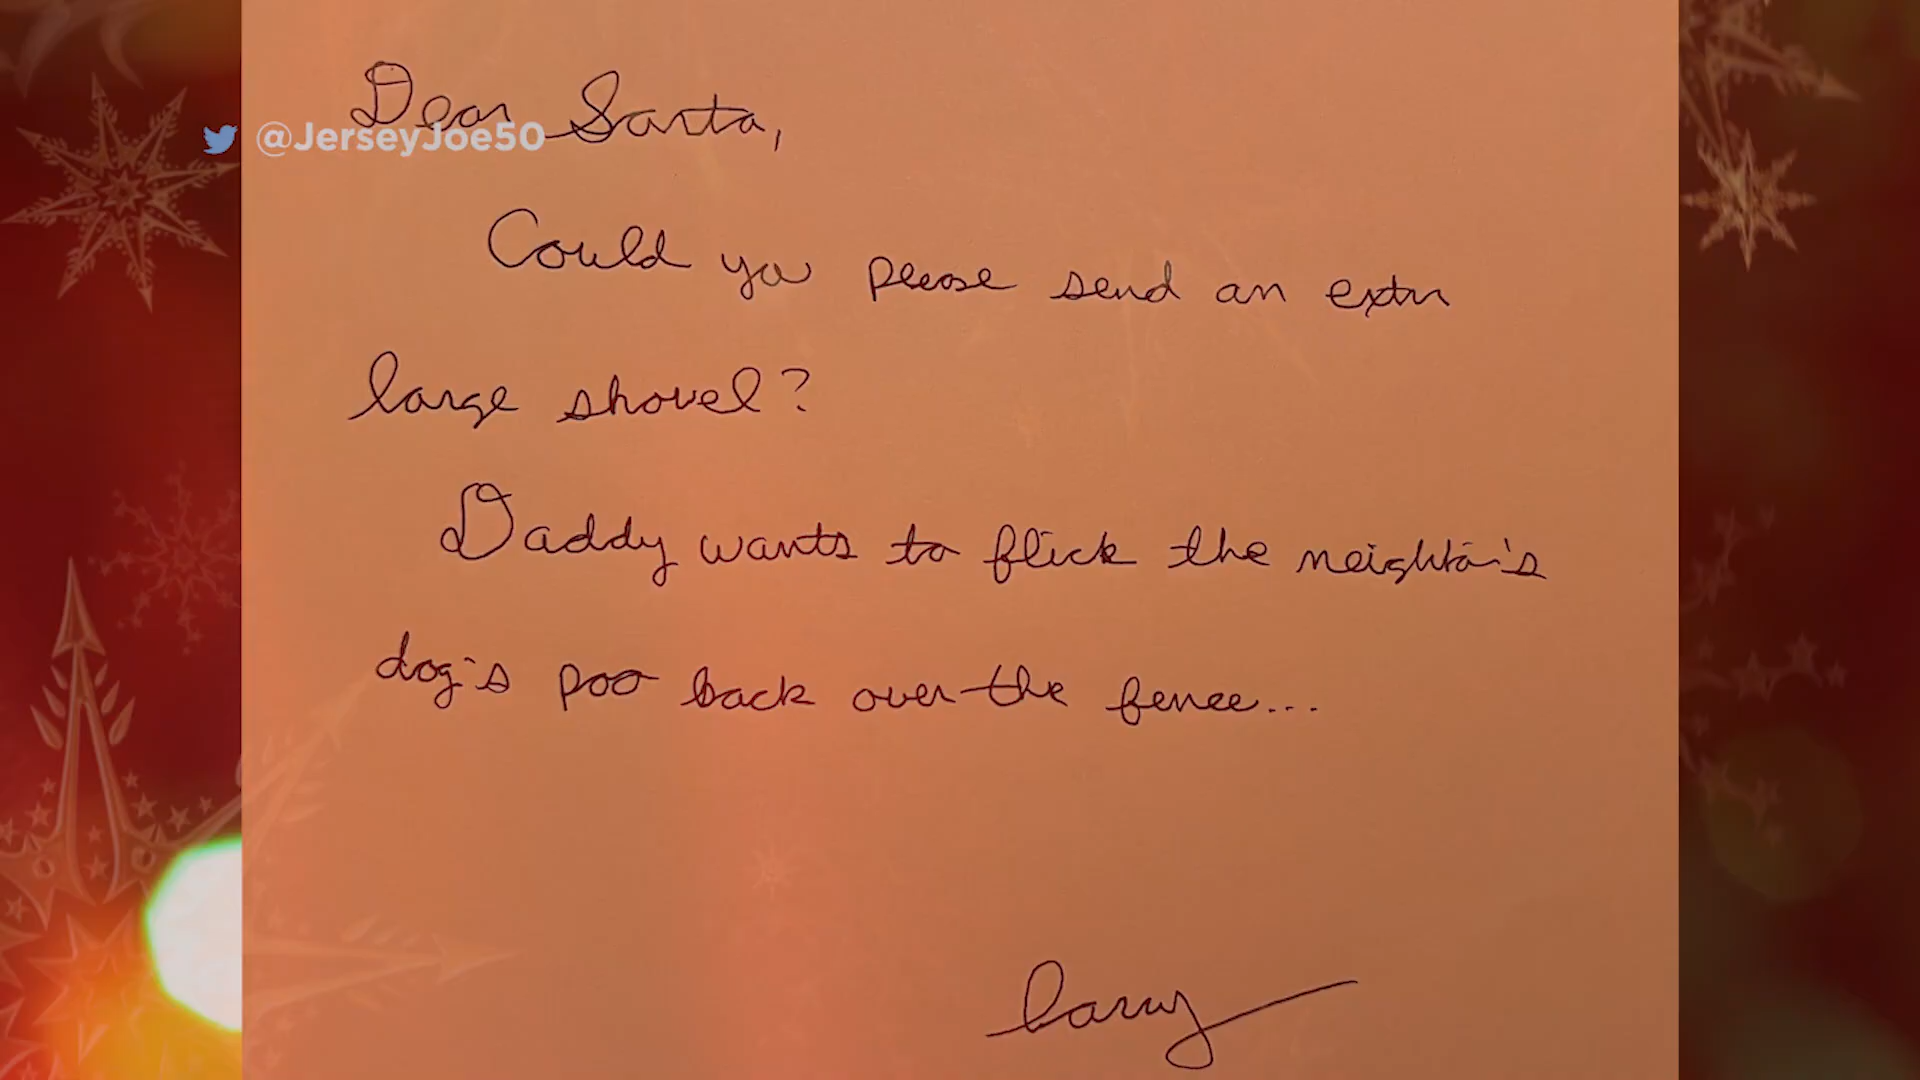 Dear Santa,
@JerseyJoe50
Could you please send an extra
large shovel?
Daddy wants to flick the neighbor's
dog's poo back over the fence...
Larry